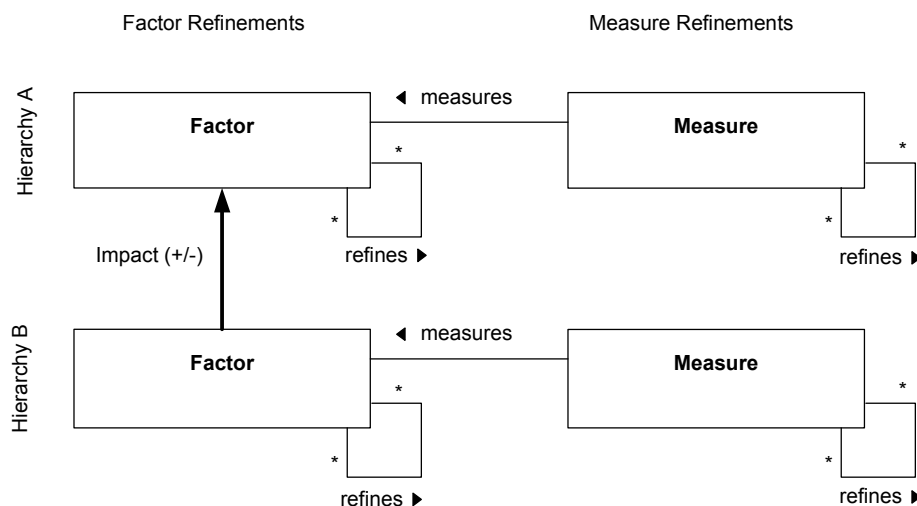 Factor Refinements Measure Refinements
Hierarchy A
◄ measures
Factor Measure
* *
* *
refines ► refines ►
Impact (+/-)
Hierarchy B
◄ measures
Factor Measure
* *
* *
refines ► refines ►